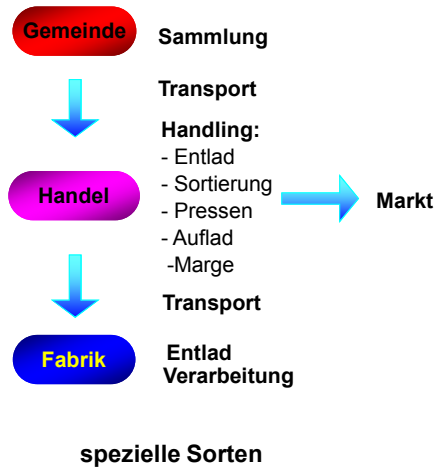 Gemeinde
Sammlung
Transport
Handling:
- Entlad
- Sortierung
Handel
- Pressen
Markt
- Auflad
-Marge
Transport
Fabrik
Entlad
Verarbeitung
spezielle Sorten